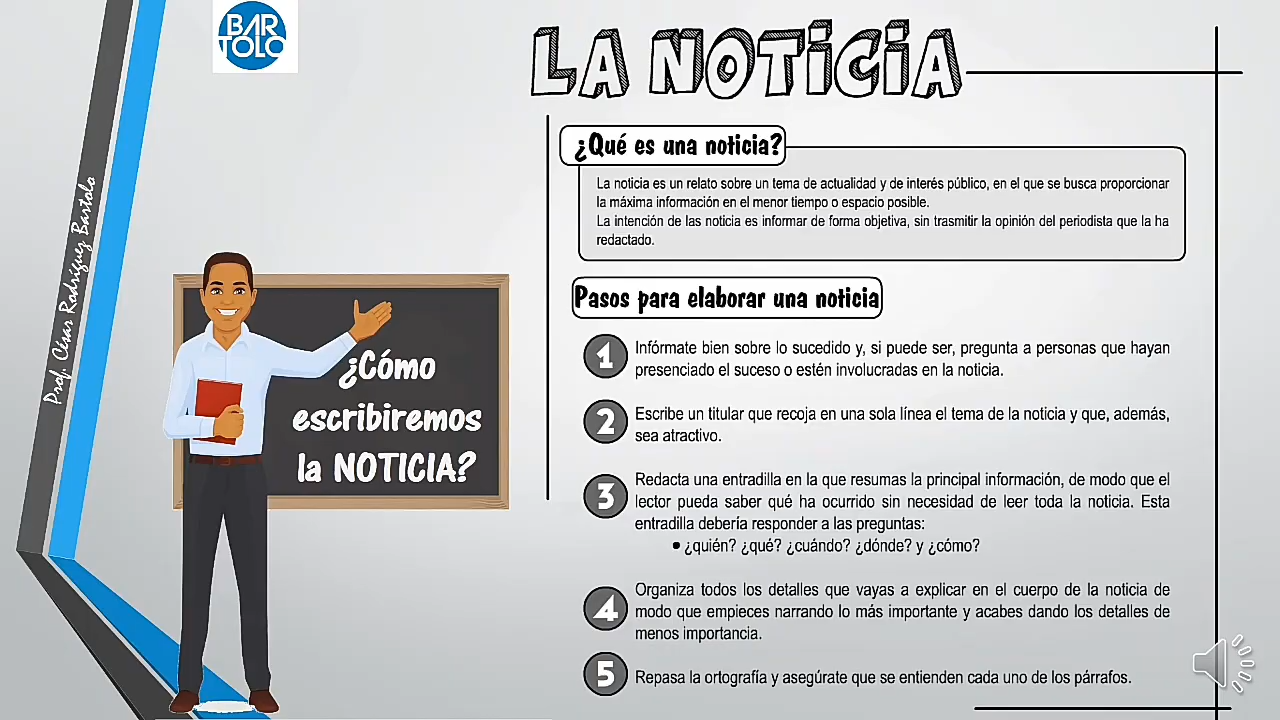 BAR
TOLO
LA NOTICIA
¿Qué es una noticia?
La noticia es un relato sobre un tema de actualidad y de interés público, en el que se busca proporcionar
la máxima información en el menor tiempo o espacio posible.
La intención de las noticia es informar de forma objetiva, sin trasmitir la opinión del periodista que la ha
redactado.
Prof. César Rodríguez Bartolo
¿Cómo
escribiremos
la NOTICIA?
Pasos para elaborar una noticia
1 Infórmate bien sobre lo sucedido y, si puede ser, pregunta a personas que hayan
presenciado el suceso o estén involucradas en la noticia.
2 Escribe un titular que recoja en una sola línea el tema de la noticia y que, además,
sea atractivo.
3 Redacta una entradilla en la que resumas la principal información, de modo que el
lector pueda saber qué ha ocurrido sin necesidad de leer toda la noticia. Esta
entradilla debería responder a las preguntas:
• ¿quién? ¿qué? ¿cuándo? ¿dónde? y ¿cómo?
4 Organiza todos los detalles que vayas a explicar en el cuerpo de la noticia de
modo que empieces narrando lo más importante y acabes dando los detalles de
menos importancia.
5 Repasa la ortografía y asegúrate que se entienden cada uno de los párrafos.